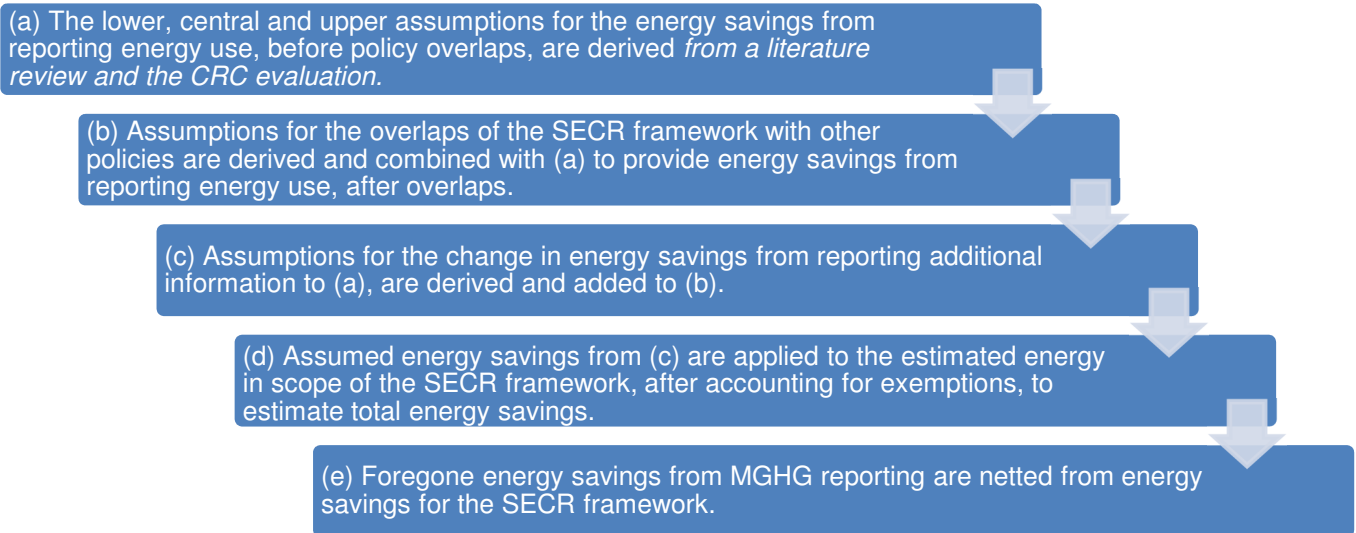 (a) The lower, central and upper assumptions for the energy savings from
reporting energy use, before policy overlaps, are derived from a literature
review and the CRC evaluation.
(b) Assumptions for the overlaps of the SECR framework with other
policies are derived and combined with (a) to provide energy savings from
reporting energy use, after overlaps.
(c) Assumptions for the change in energy savings from reporting additional
information to (a), are derived and added to (b).
(d) Assumed energy savings from (c) are applied to the estimated energy
in scope of the SECR framework, after accounting for exemptions, to
estimate total energy savings.
(e) Foregone energy savings from MGHG reporting are netted from energy
savings for the SECR framework.